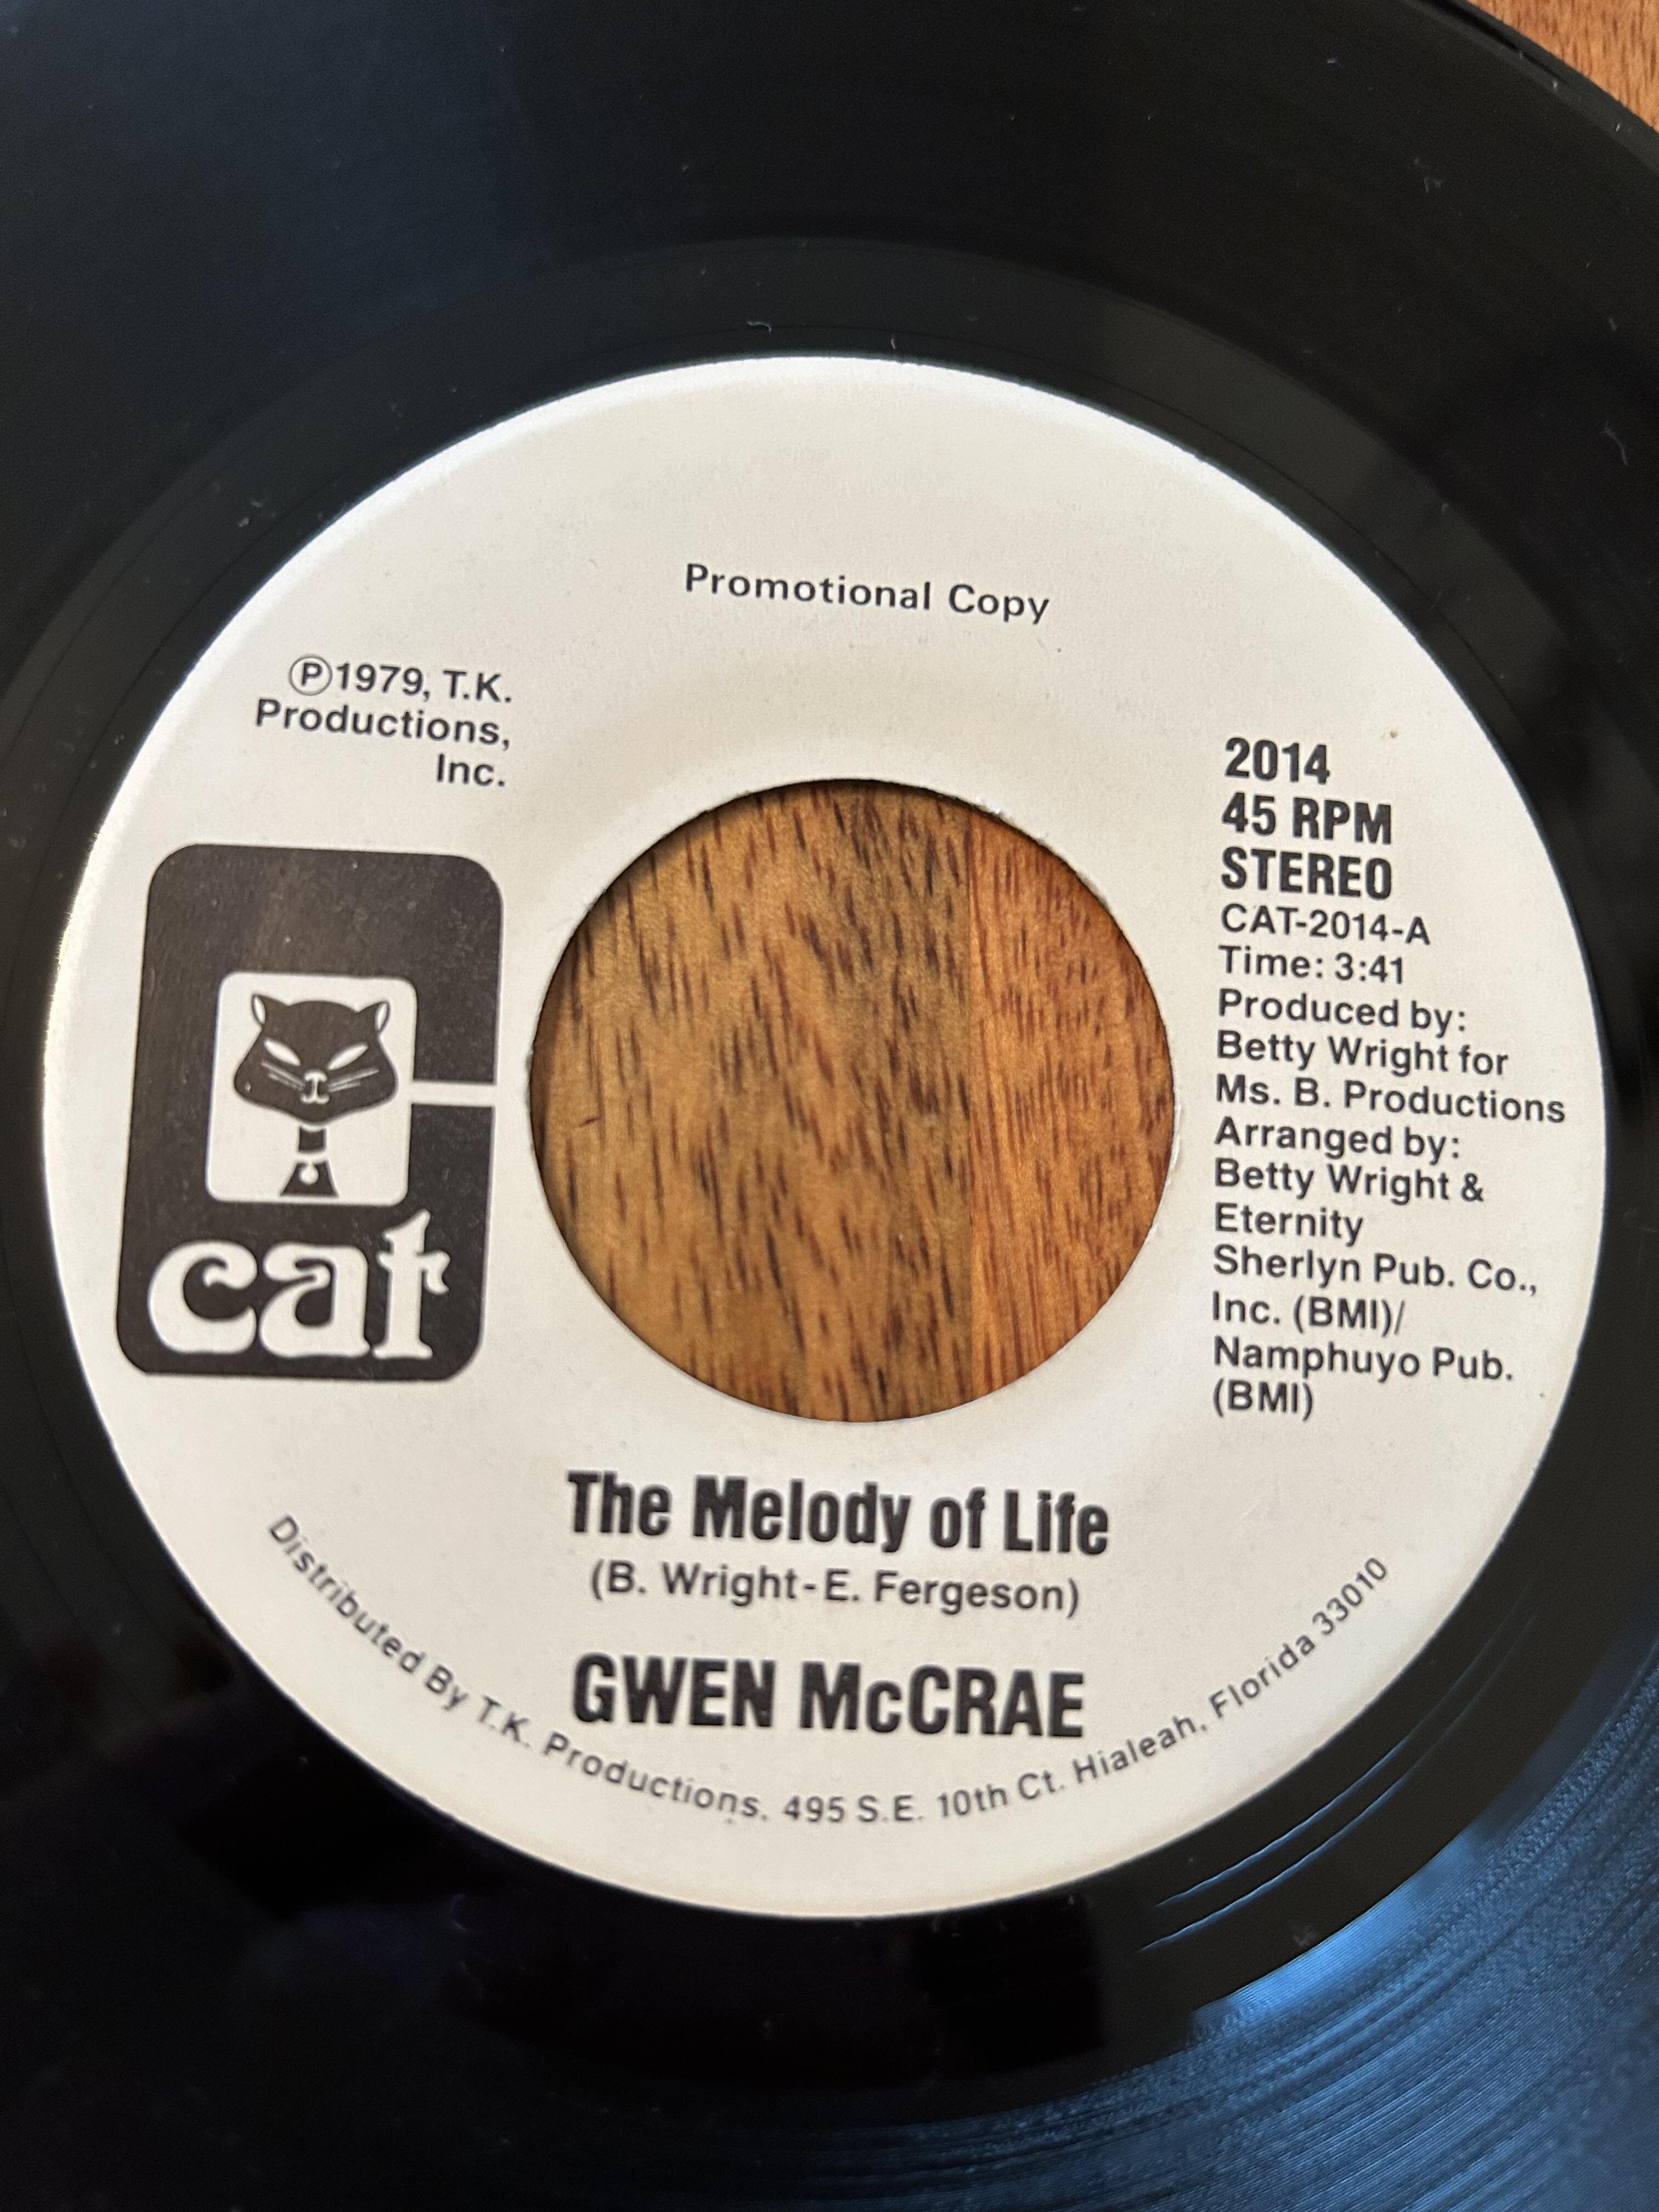 Promotional Copy
Ⓟ1979, T.K.
Productions,
Inc.
cat
2014
45 RPM
STEREO
CAT-2014-A
Time: 3:41
Produced by:
Betty Wright for
Ms. B. Productions
Arranged by:
Betty Wright &
Eternity
Sherlyn Pub. Co.,
Inc. (BMI)/
Namphuyo Pub.
(BMI)
The Melody of Life
(B. Wright-E. Fergeson)
GWEN McCRAE
Distributed By T.K. Productions. 495 S.E. 10th Ct. Hialeah, Florida 33010